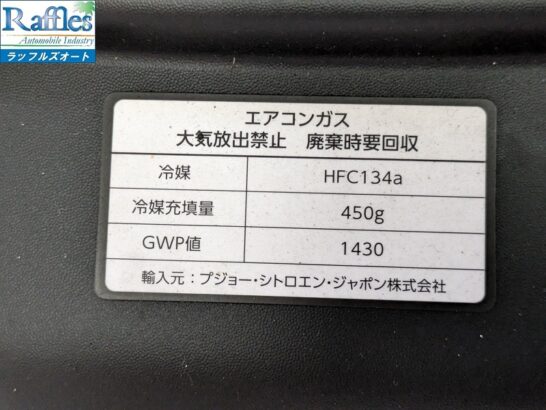 Raffles
Automobile Industry
ラッフルズオート
エアコンガス
大気放出禁止　廃棄時要回収
冷媒 HFC134a
冷媒充填量 450g
GWP値 1430
輸入元：プジョー・シトロエン・ジャポン株式会社